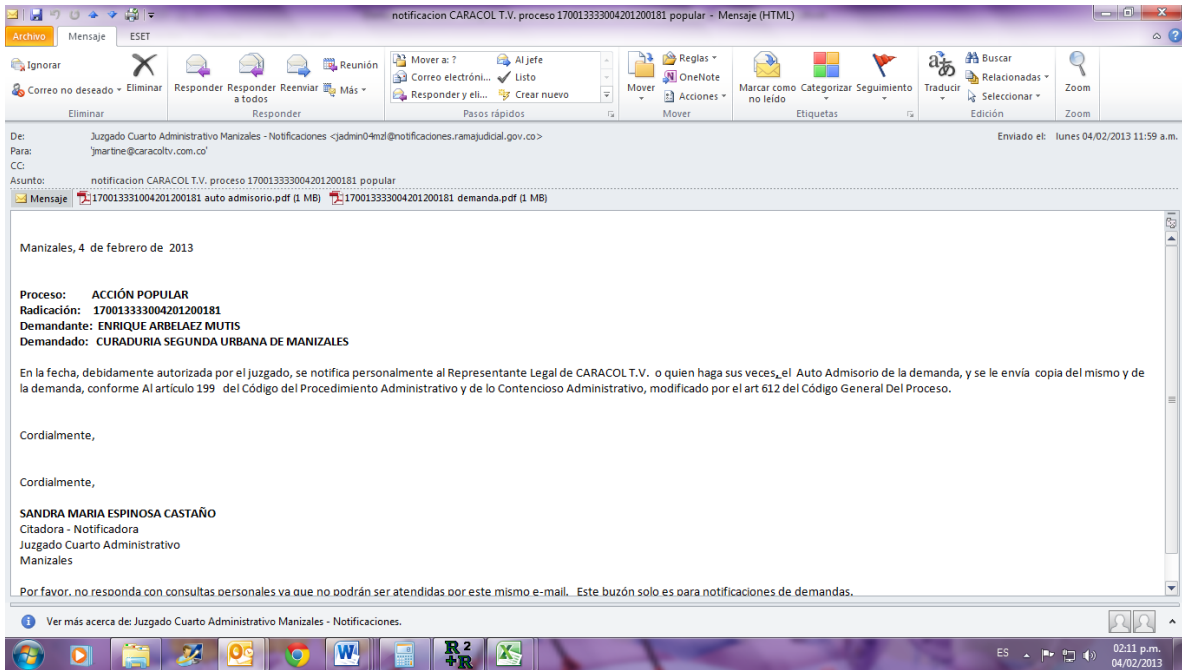 notificacion CARACOL T.V. proceso 170013333004201200181 popular - Mensaje (HTML)
Archivo Mensaje ESET
Ignorar
Correo no deseado
Eliminar
Responder
Responder a todos
Reenviar
Reunión
Más
Mover a: ?
Correo electróni...
Responder y eli...
Al jefe
Listo
Crear nuevo
Mover
Reglas
OneNote
Acciones
Marcar como no leído
Categorizar
Seguimiento
Traducir
Buscar
Relacionadas
Seleccionar
Zoom
Eliminar Responder Pasos rápidos Mover Etiquetas Edición Zoom
De: Juzgado Cuarto Administrativo Manizales - Notificaciones <jadmin04mzl@notificaciones.ramajudicial.gov.co> Enviado el: lunes 04/02/2013 11:59 a.m.
Para: 'jmartine@caracoltv.com.co'
CC:
Asunto: notificacion CARACOL T.V. proceso 170013333004201200181 popular
Mensaje 170013331004201200181 auto admisorio.pdf (1 MB) 170013333004201200181 demanda.pdf (1 MB)
Manizales, 4 de febrero de 2013
Proceso: ACCIÓN POPULAR
Radicación: 170013333004201200181
Demandante: ENRIQUE ARBELAEZ MUTIS
Demandado: CURADURIA SEGUNDA URBANA DE MANIZALES
En la fecha, debidamente autorizada por el juzgado, se notifica personalmente al Representante Legal de CARACOL T.V. o quien haga sus veces, el Auto Admisorio de la demanda, y se le envía copia del mismo y de
la demanda, conforme Al artículo 199 del Código del Procedimiento Administrativo y de lo Contencioso Administrativo, modificado por el art 612 del Código General Del Proceso.
Cordialmente,
Cordialmente,
SANDRA MARIA ESPINOSA CASTAÑO
Citadora - Notificadora
Juzgado Cuarto Administrativo
Manizales
Por favor, no responda con consultas personales ya que no podrán ser atendidas por este mismo e-mail. Este buzón solo es para notificaciones de demandas.
Ver más acerca de: Juzgado Cuarto Administrativo Manizales - Notificaciones.
R2
+R
ES 02:11 p.m.
04/02/2013